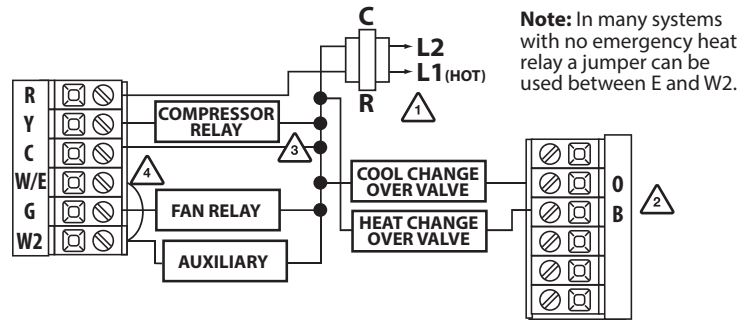 C
L2
L1 (HOT)
R
1
Note: In many systems
with no emergency heat
relay a jumper can be
used between E and W2.
R
Y
C
W/E
G
W2
COMPRESSOR
RELAY
3
4
FAN RELAY
AUXILIARY
COOL CHANGE
OVER VALVE
HEAT CHANGE
OVER VALVE
O
B
2